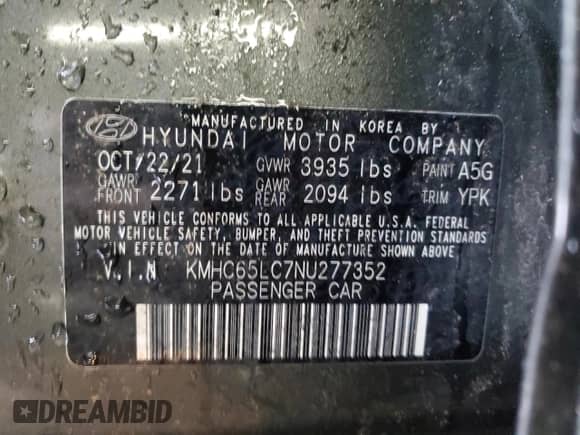 MANUFACTURED IN KOREA BY
HYUNDAI MOTOR COMPANY
OCT/22/21 GVWR 3935 lbs PAINT A5G
GAWR FRONT 2271 lbs GAWR REAR 2094 lbs TRIM YPK
THIS VEHICLE CONFORMS TO ALL APPLICABLE U.S.A. FEDERAL
MOTOR VEHICLE SAFETY, BUMPER, AND THEFT PREVENTION STANDARDS
IN EFFECT ON THE DATE OF MANUFACTURE SHOWN ABOVE
V.I.N KMHC65LC7NU277352
PASSENGER CAR
DREAMBID